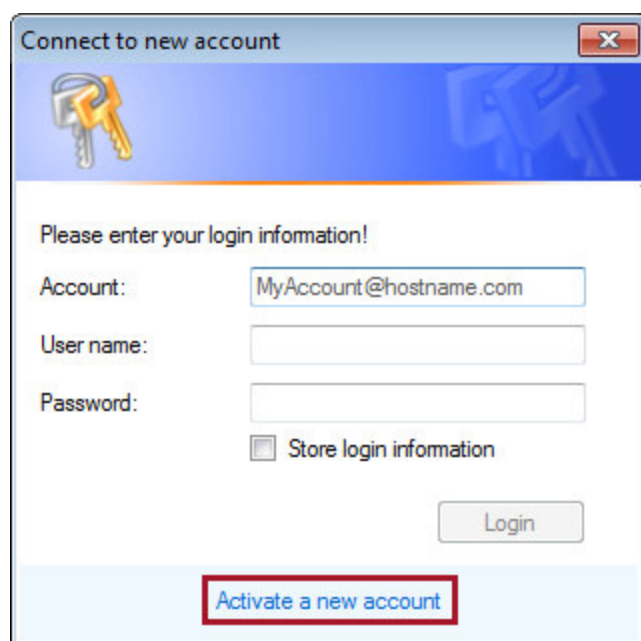 Connect to new account
Please enter your login information!
Account: MyAccount@hostname.com
User name:
Password:
Store login information
Login
Activate a new account